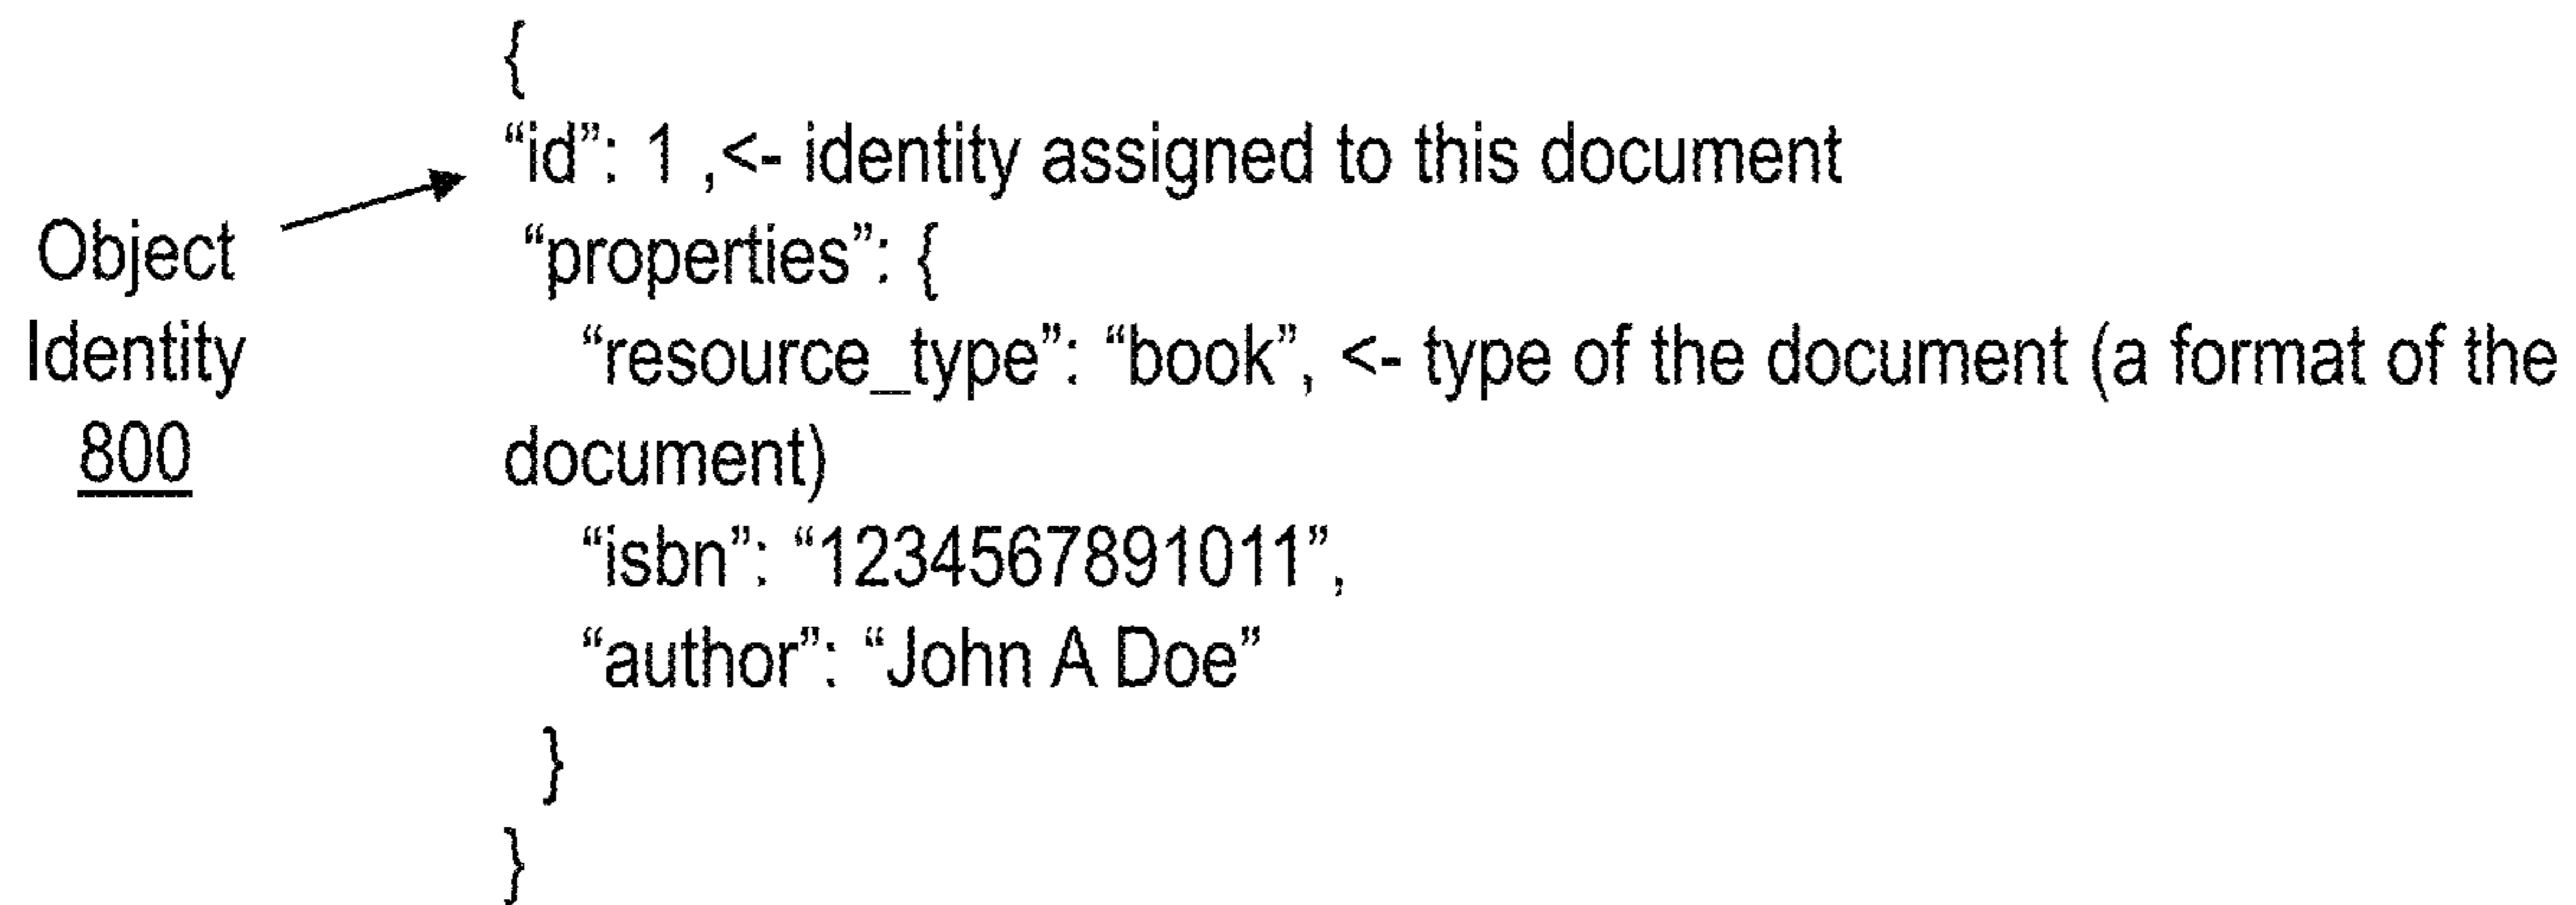 {
“id”: 1 ,<- identity assigned to this document
“properties”: {
“resource_type”: “book”, <- type of the document (a format of the
document)
“isbn”: “1234567891011”,
“author”: “John A Doe”
}
}
Object
Identity
800